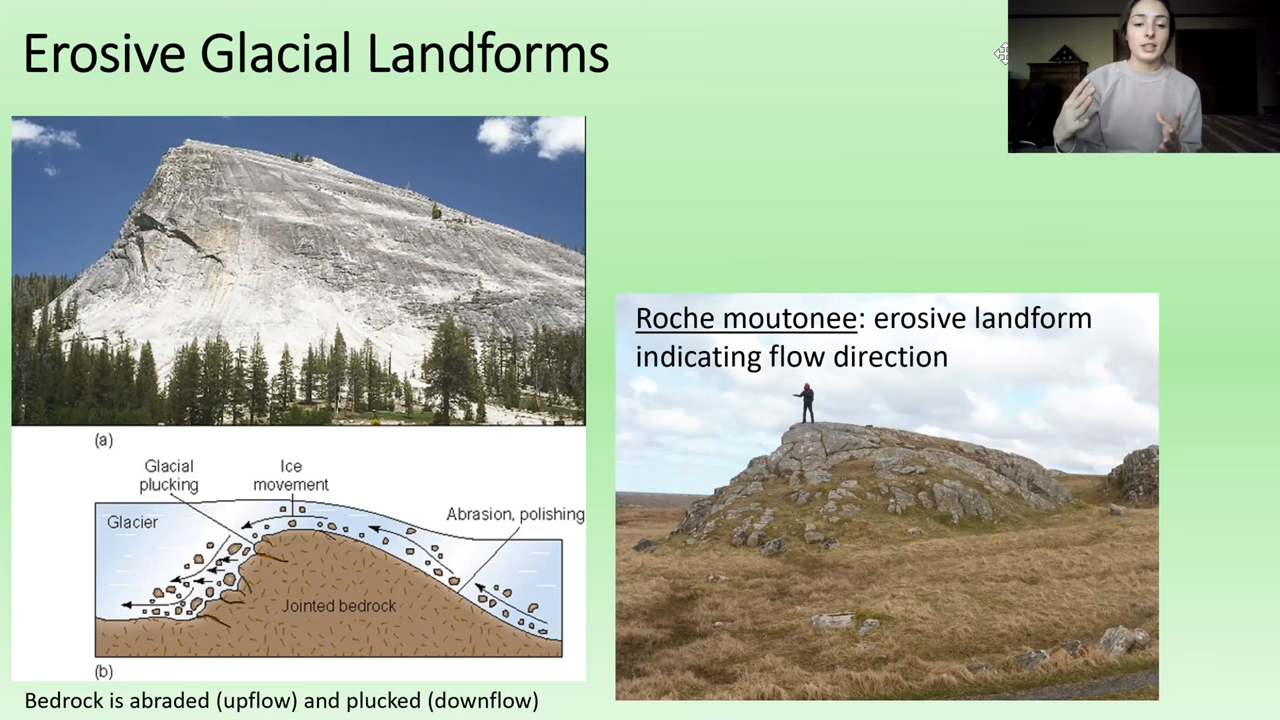 Erosive Glacial Landforms
(a)
Glacial
plucking
Ice
movement
Glacier
Abrasion, polishing
Jointed bedrock
(b)
Bedrock is abraded (upflow) and plucked (downflow)
Roche moutonee: erosive landform
indicating flow direction